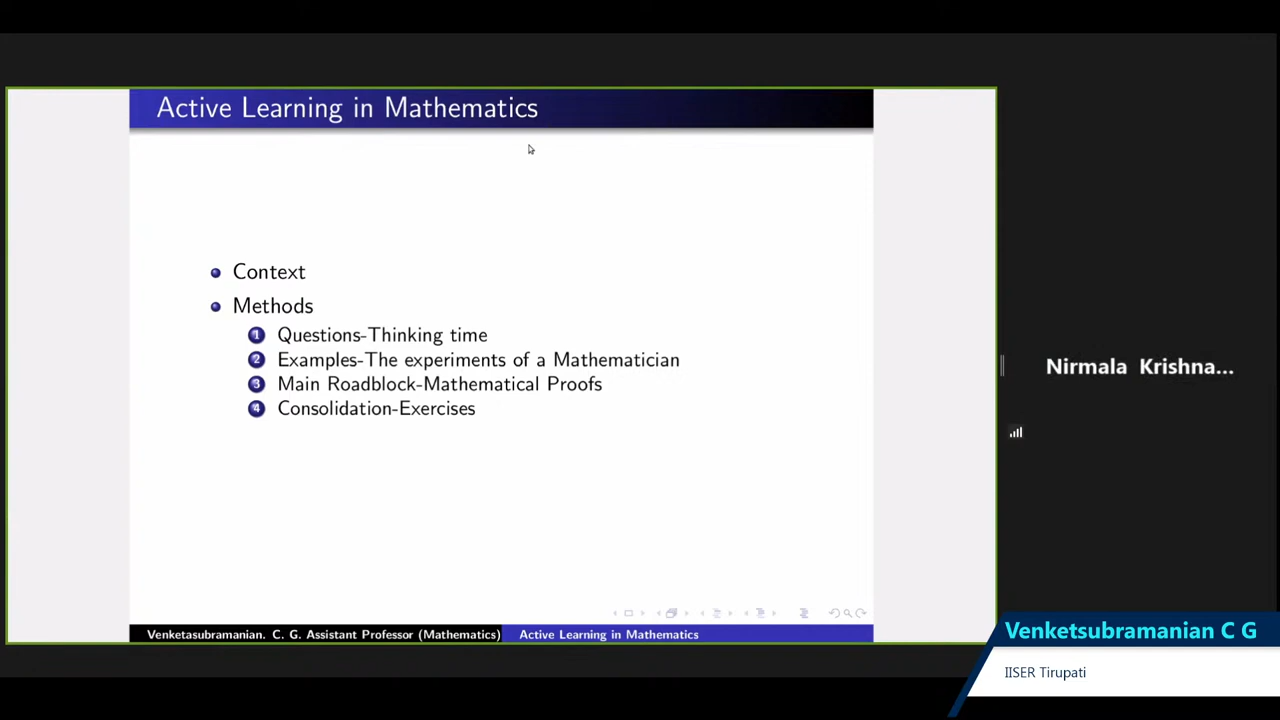 Active Learning in Mathematics
Context
Methods
1 Questions-Thinking time
2 Examples-The experiments of a Mathematician
3 Main Roadblock-Mathematical Proofs
4 Consolidation-Exercises
Venketasubramanian. C. G. Assistant Professor (Mathematics)
Active Learning in Mathematics
Nirmala Krishna...
Venketsubramanian C G
IISER Tirupati